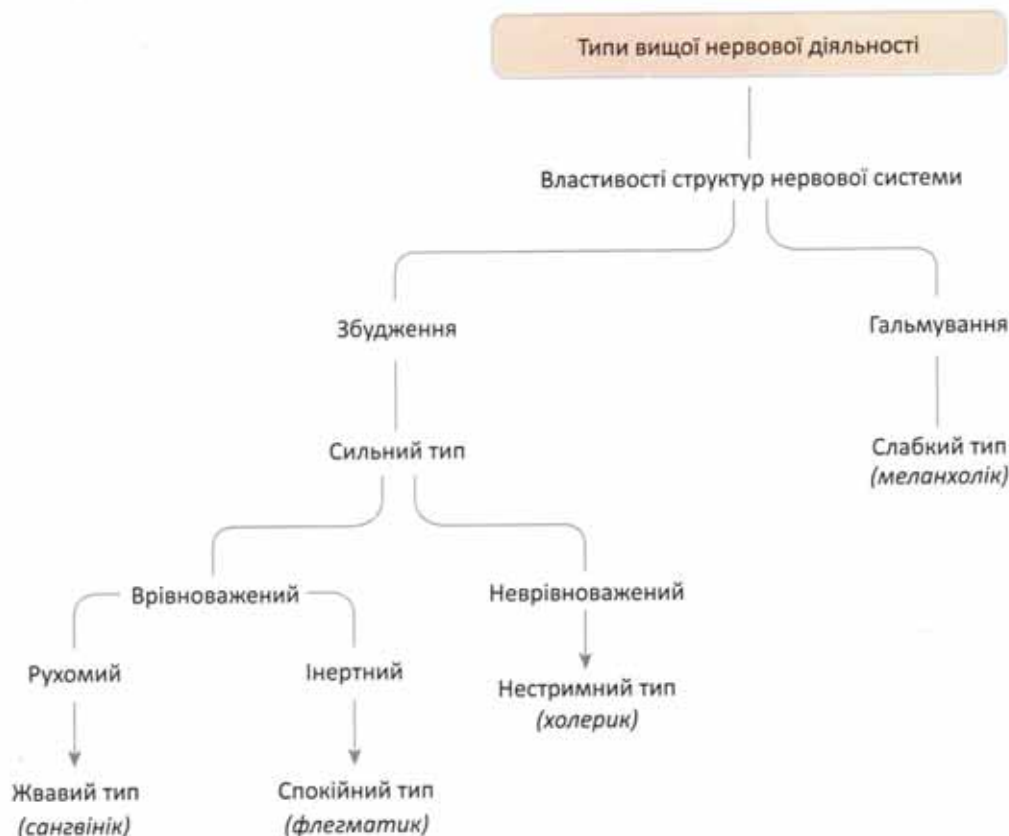 Типи вищої нервової діяльності
Властивості структур нервової системи
Збудження
Гальмування
Сильний тип
Слабкий тип
(меланхолік)
Врівноважений
Неврівноважений
Рухомий
Інертний
Нестримний тип
(холерик)
Жвавий тип
(сангвінік)
Спокійний тип
(флегматик)